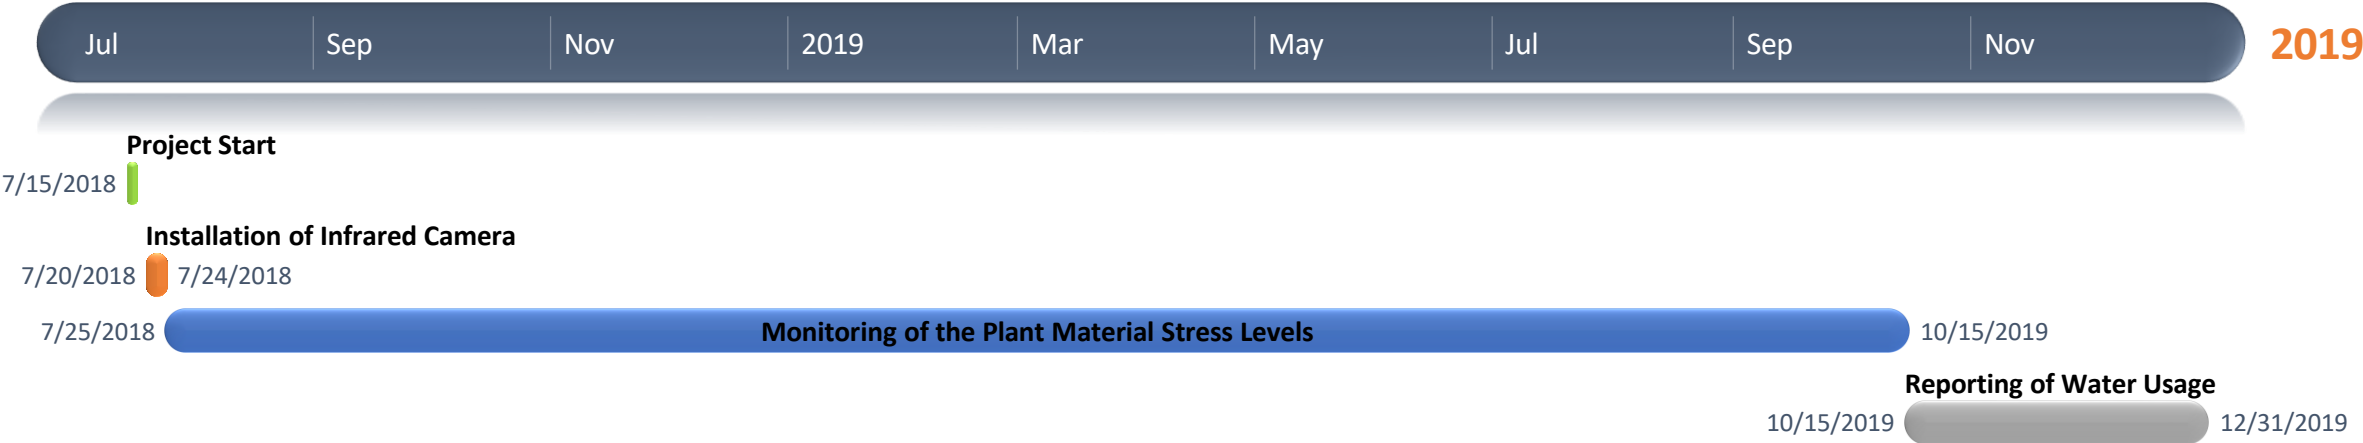 Jul Sep Nov 2019 Mar May Jul Sep Nov 2019
Project Start
7/15/2018
Installation of Infrared Camera
7/20/2018 7/24/2018
7/25/2018 Monitoring of the Plant Material Stress Levels 10/15/2019
Reporting of Water Usage
10/15/2019 12/31/2019